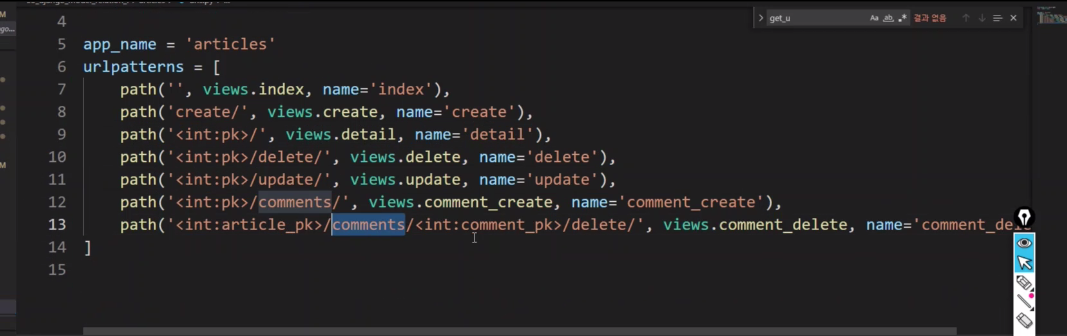 get_u
Aa
ab
결과 없음
4
5 app_name = 'articles'
6 urlpatterns = [
7 path('', views.index, name='index'),
8 path('create/', views.create, name='create'),
9 path('<int:pk>/', views.detail, name='detail'),
10 path('<int:pk>/delete/', views.delete, name='delete'),
11 path('<int:pk>/update/', views.update, name='update'),
12 path('<int:pk>/comments/', views.comment_create, name='comment_create'),
13 path('<int:article_pk>/comments/<int:comment_pk>/delete/', views.comment_delete, name='comment_dele
14 ]
15